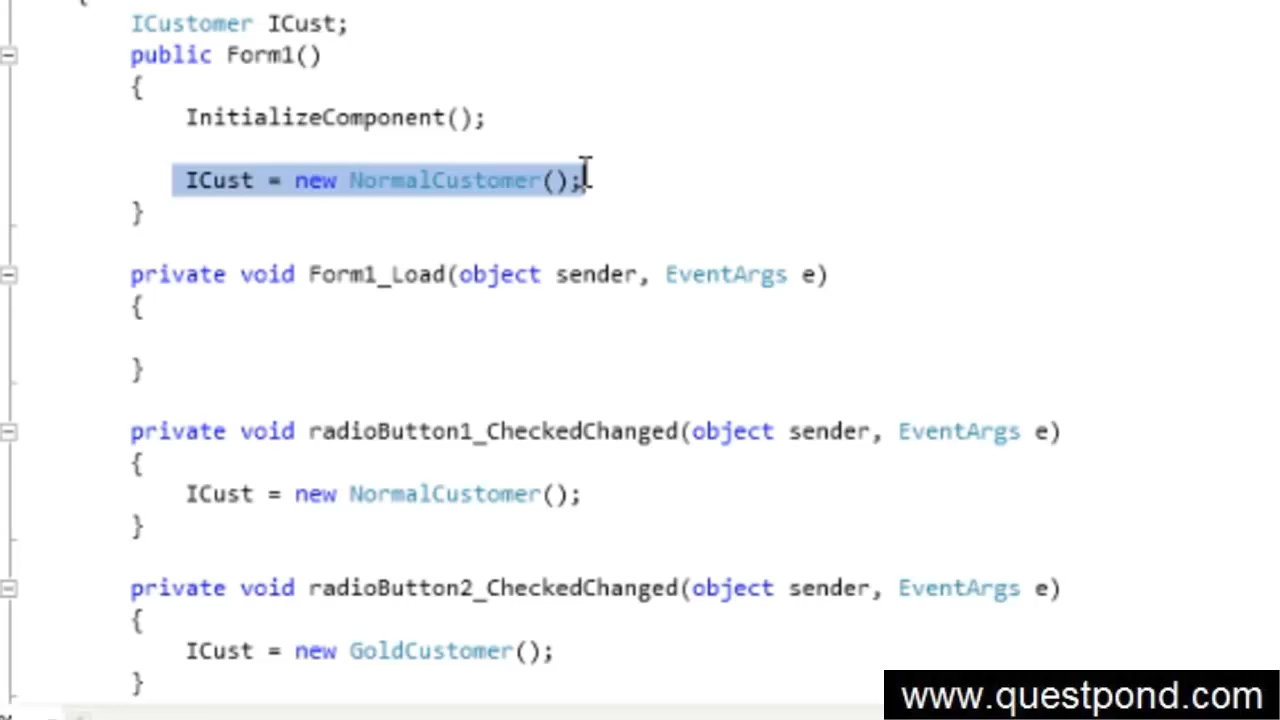 {
ICustomer ICust;
public Form1()
{
InitializeComponent();
ICust = new NormalCustomer();
}
private void Form1_Load(object sender, EventArgs e)
{
}
private void radioButton1_CheckedChanged(object sender, EventArgs e)
{
ICust = new NormalCustomer();
}
private void radioButton2_CheckedChanged(object sender, EventArgs e)
{
ICust = new GoldCustomer();
}
www.questpond.com